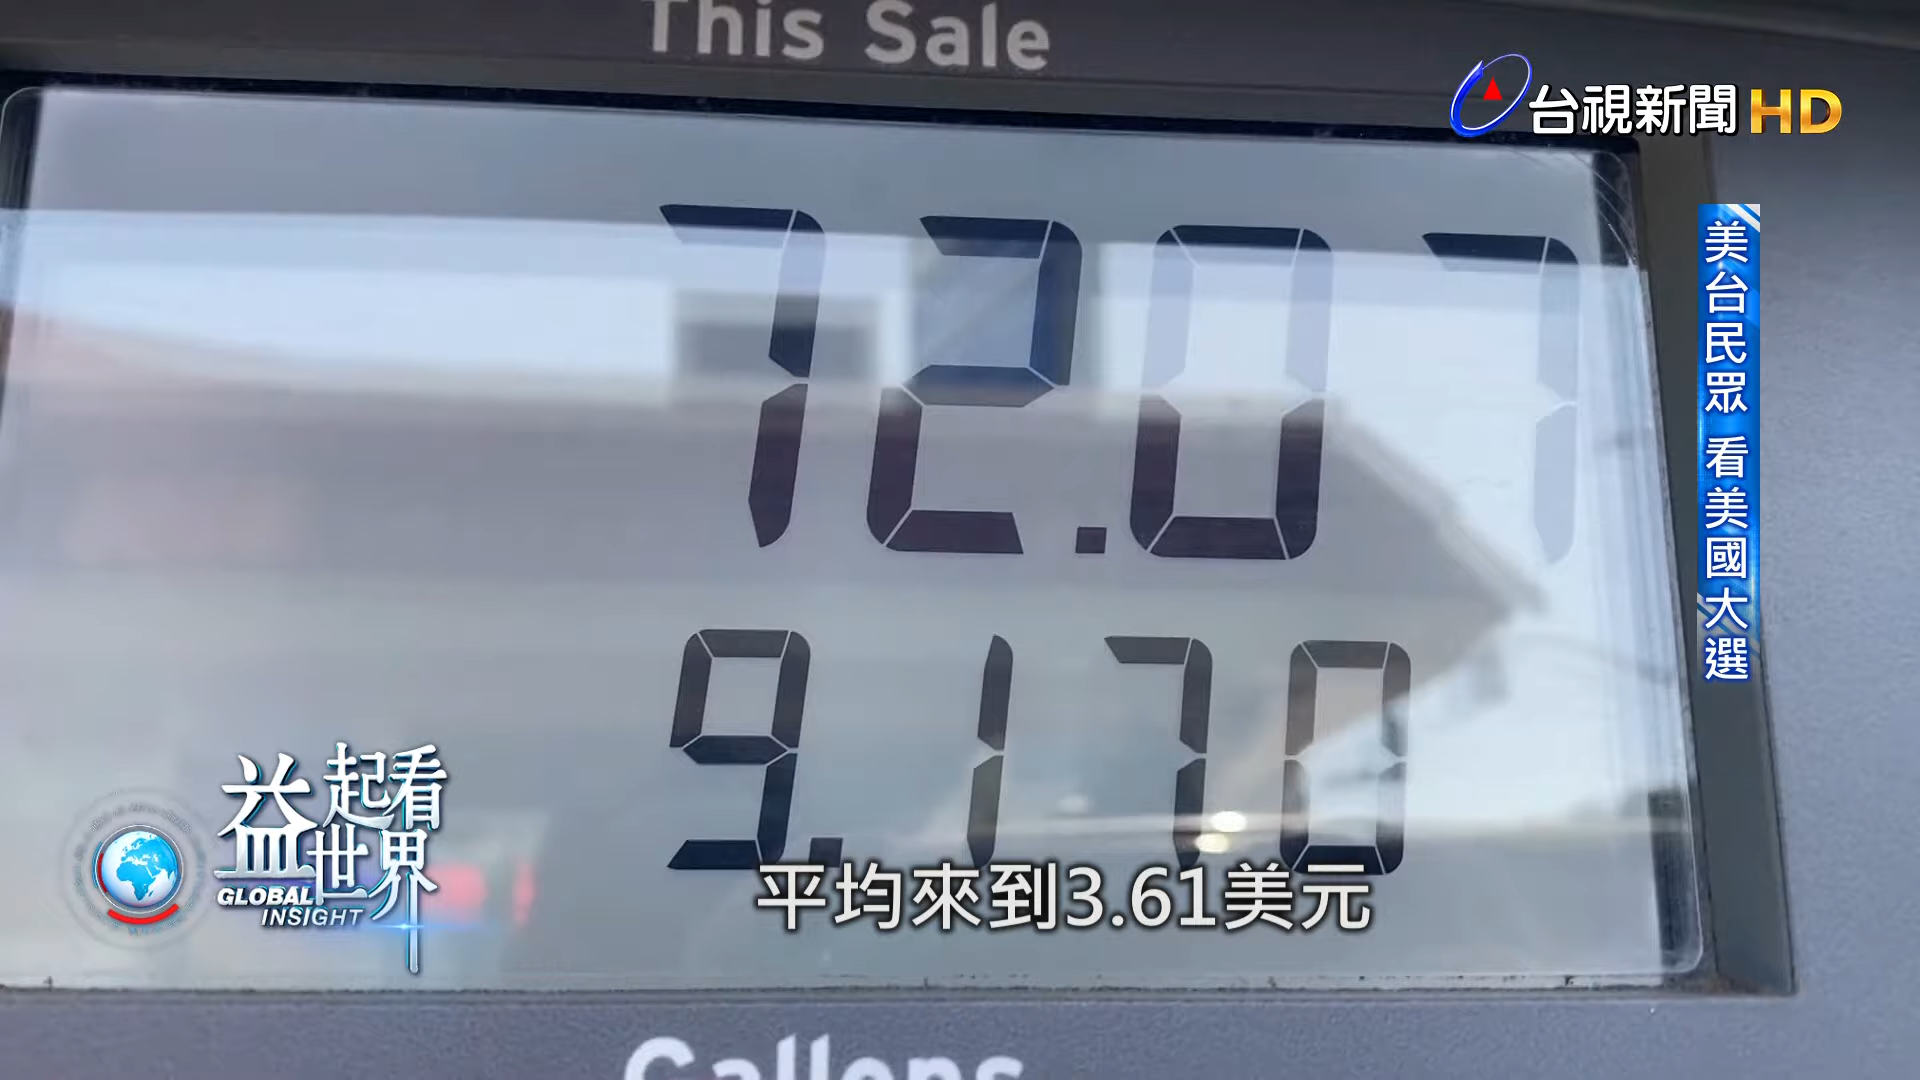 This Sale
台視新聞HD
72.07
美台民眾 看美國大選
9.170
益起看世界
GLOBAL INSIGHT
平均來到3.61美元
Gallons